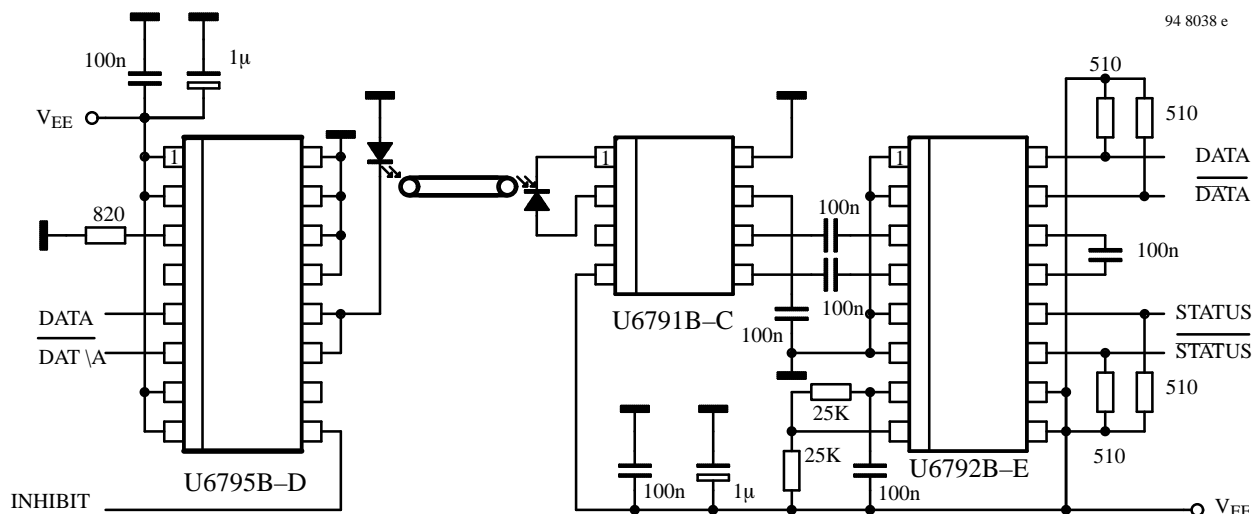 94 8038 e
100n
1μ
510
510
VEE
1
1
1
DATA
DATA
820
100n
100n
100n
DATA
DAT \A
U6791B–C
100n
STATUS
STATUS
25K
510
25K
510
U6795B–D
U6792B–E
100n
1μ
100n
INHIBIT
VEE